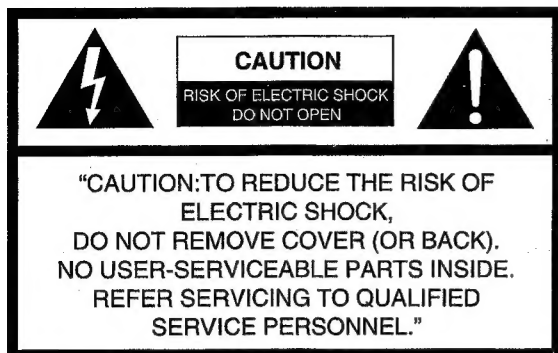 CAUTION
RISK OF ELECTRIC SHOCK
DO NOT OPEN
"CAUTION:TO REDUCE THE RISK OF
ELECTRIC SHOCK,
DO NOT REMOVE COVER (OR BACK).
NO USER-SERVICEABLE PARTS INSIDE.
REFER SERVICING TO QUALIFIED
SERVICE PERSONNEL."